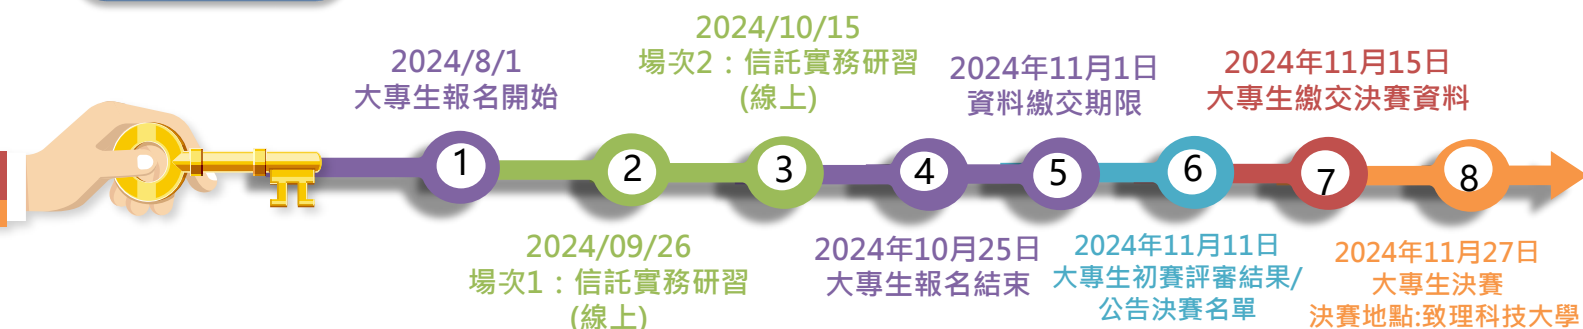 2024/8/1
大專生報名開始
2024/10/15
場次2：信託實務研習
(線上)
2024年11月1日
資料繳交期限
2024年11月15日
大專生繳交決賽資料
1
2
3
4
5
6
7
8
2024/09/26
場次1：信託實務研習
(線上)
2024年10月25日
大專生報名結束
2024年11月11日
大專生初賽評審結果/
公告決賽名單
2024年11月27日
大專生決賽
決賽地點:致理科技大學